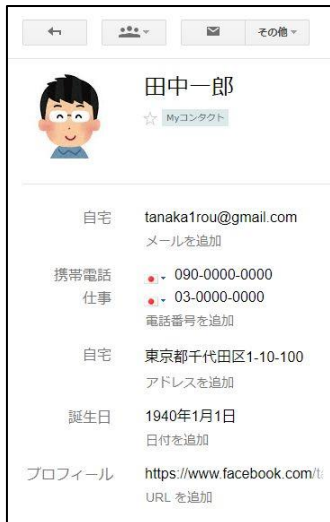 その他
田中一郎
Myコンタクト
自宅 tanaka1rou@gmail.com
メールを追加
携帯電話 090-0000-0000
仕事 03-0000-0000
電話番号を追加
自宅 東京都千代田区1-10-100
アドレスを追加
誕生日 1940年1月1日
日付を追加
プロフィール https://www.facebook.com/t
URL を追加